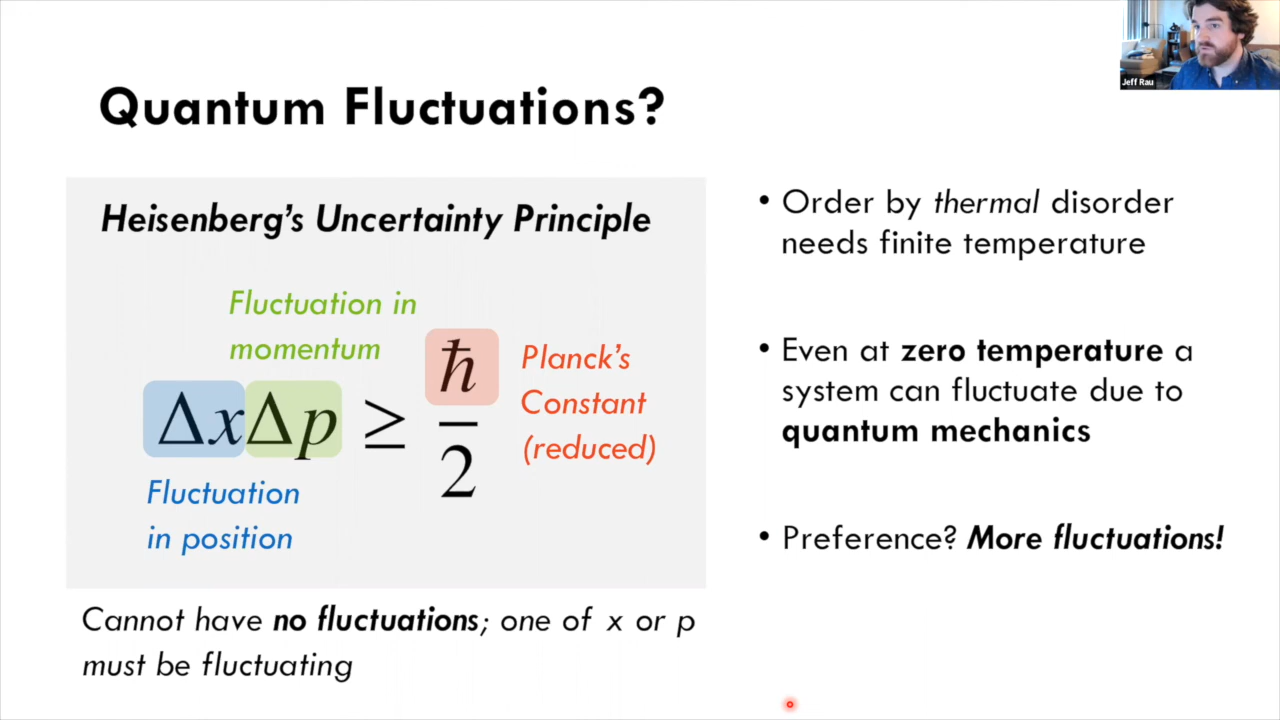 Jeff Rau
Quantum Fluctuations?
Heisenberg's Uncertainty Principle
Fluctuation in
momentum
ΔxΔp ≥ ħ/2
Planck's
Constant
(reduced)
Fluctuation
in position
Cannot have no fluctuations; one of x or p
must be fluctuating
• Order by thermal disorder
needs finite temperature
• Even at zero temperature a
system can fluctuate due to
quantum mechanics
• Preference? More fluctuations!